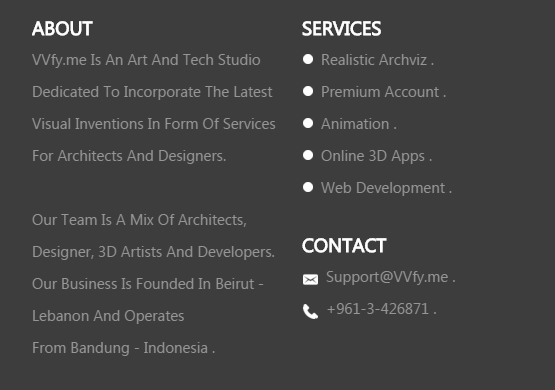 ABOUT
VVfy.me Is An Art And Tech Studio
Dedicated To Incorporate The Latest
Visual Inventions In Form Of Services
For Architects And Designers.
Our Team Is A Mix Of Architects,
Designer, 3D Artists And Developers.
Our Business Is Founded In Beirut -
Lebanon And Operates
From Bandung - Indonesia .
SERVICES
Realistic Archviz .
Premium Account .
Animation .
Online 3D Apps .
Web Development .
CONTACT
Support@VVfy.me .
+961-3-426871 .